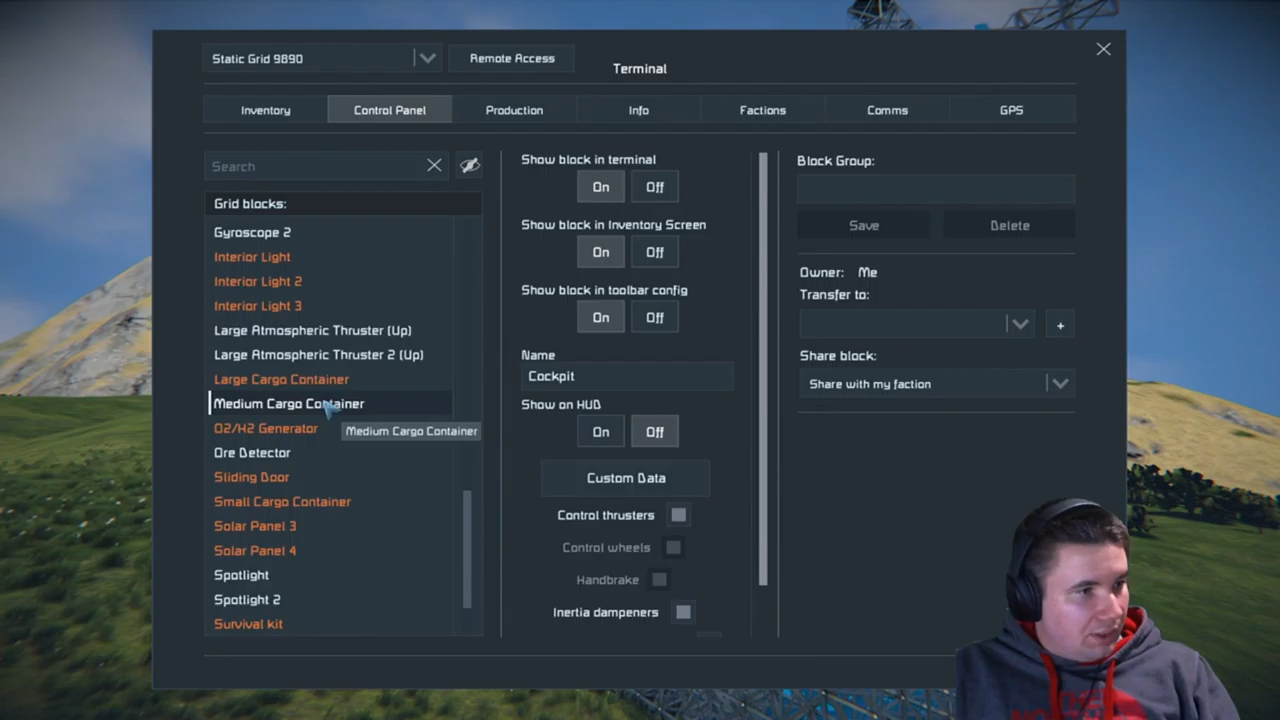 Static Grid 9890
Remote Access
Terminal
Inventory
Control Panel
Production
Info
Factions
Comms
GPS
Search
Grid blocks:
Gyroscope 2
Interior Light
Interior Light 2
Interior Light 3
Large Atmospheric Thruster (Up)
Large Atmospheric Thruster 2 (Up)
Large Cargo Container
Medium Cargo Container
O2/H2 Generator
Medium Cargo Container
Ore Detector
Sliding Door
Small Cargo Container
Solar Panel 3
Solar Panel 4
Spotlight
Spotlight 2
Survival kit
Show block in terminal
On Off
Show block in Inventory Screen
On Off
Show block in toolbar config
On Off
Name
Cockpit
Show on HUD
On Off
Custom Data
Control thrusters
Control wheels
Handbrake
Inertia dampeners
Block Group:
Save Delete
Owner: Me
Transfer to:
+
Share block:
Share with my faction